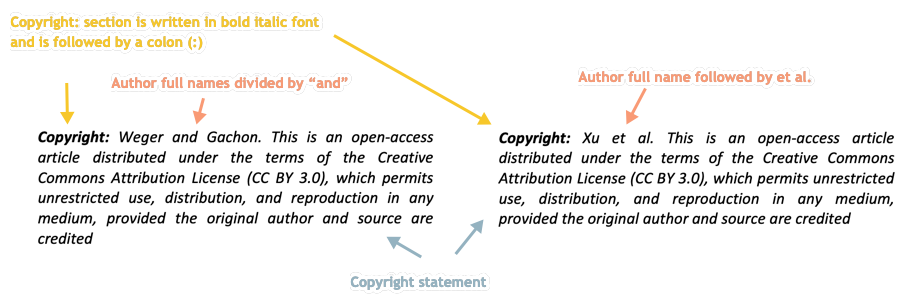 Copyright: section is written in bold italic font
and is followed by a colon (:)
Author full names divided by “and”
Author full name followed by et al.
Copyright: Weger and Gachon. This is an open-access
article distributed under the terms of the Creative
Commons Attribution License (CC BY 3.0), which permits
unrestricted use, distribution, and reproduction in any
medium, provided the original author and source are
credited
Copyright: Xu et al. This is an open-access article
distributed under the terms of the Creative Commons
Attribution License (CC BY 3.0), which permits unrestricted
use, distribution, and reproduction in any medium,
provided the original author and source are credited
Copyright statement